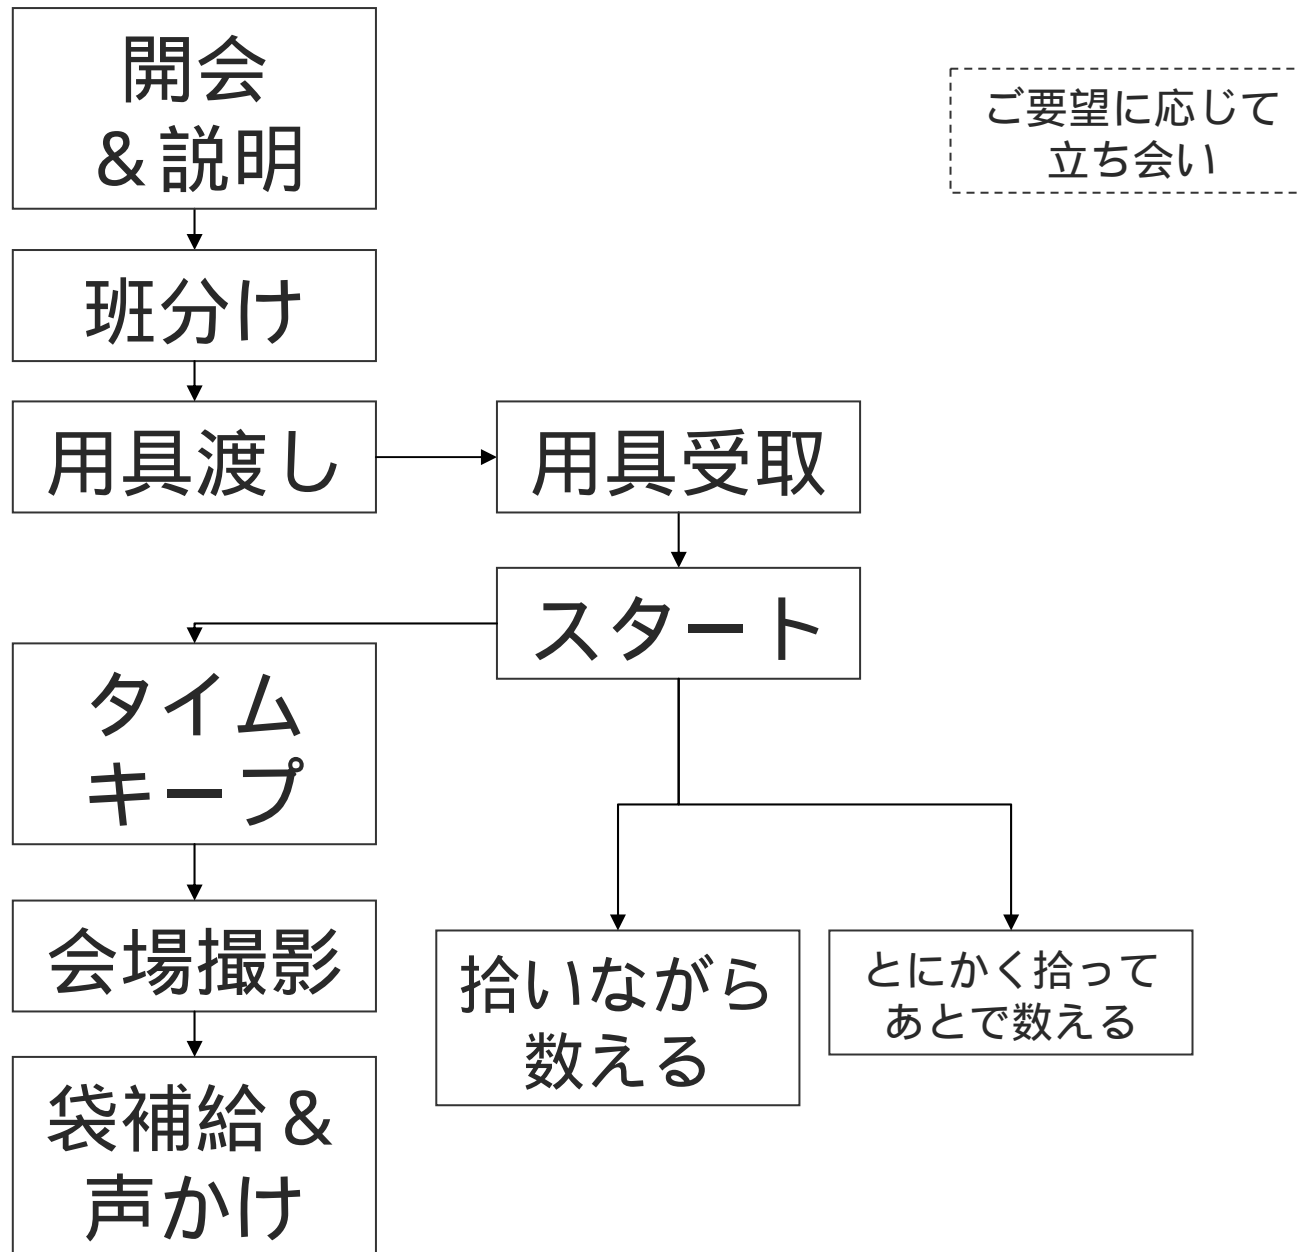 開会
&説明
ご要望に応じて
立ち会い
班分け
用具渡し
用具受取
スタート
タイム
キープ
会場撮影
拾いながら
数える
とにかく拾って
あとで数える
袋補給&
声かけ